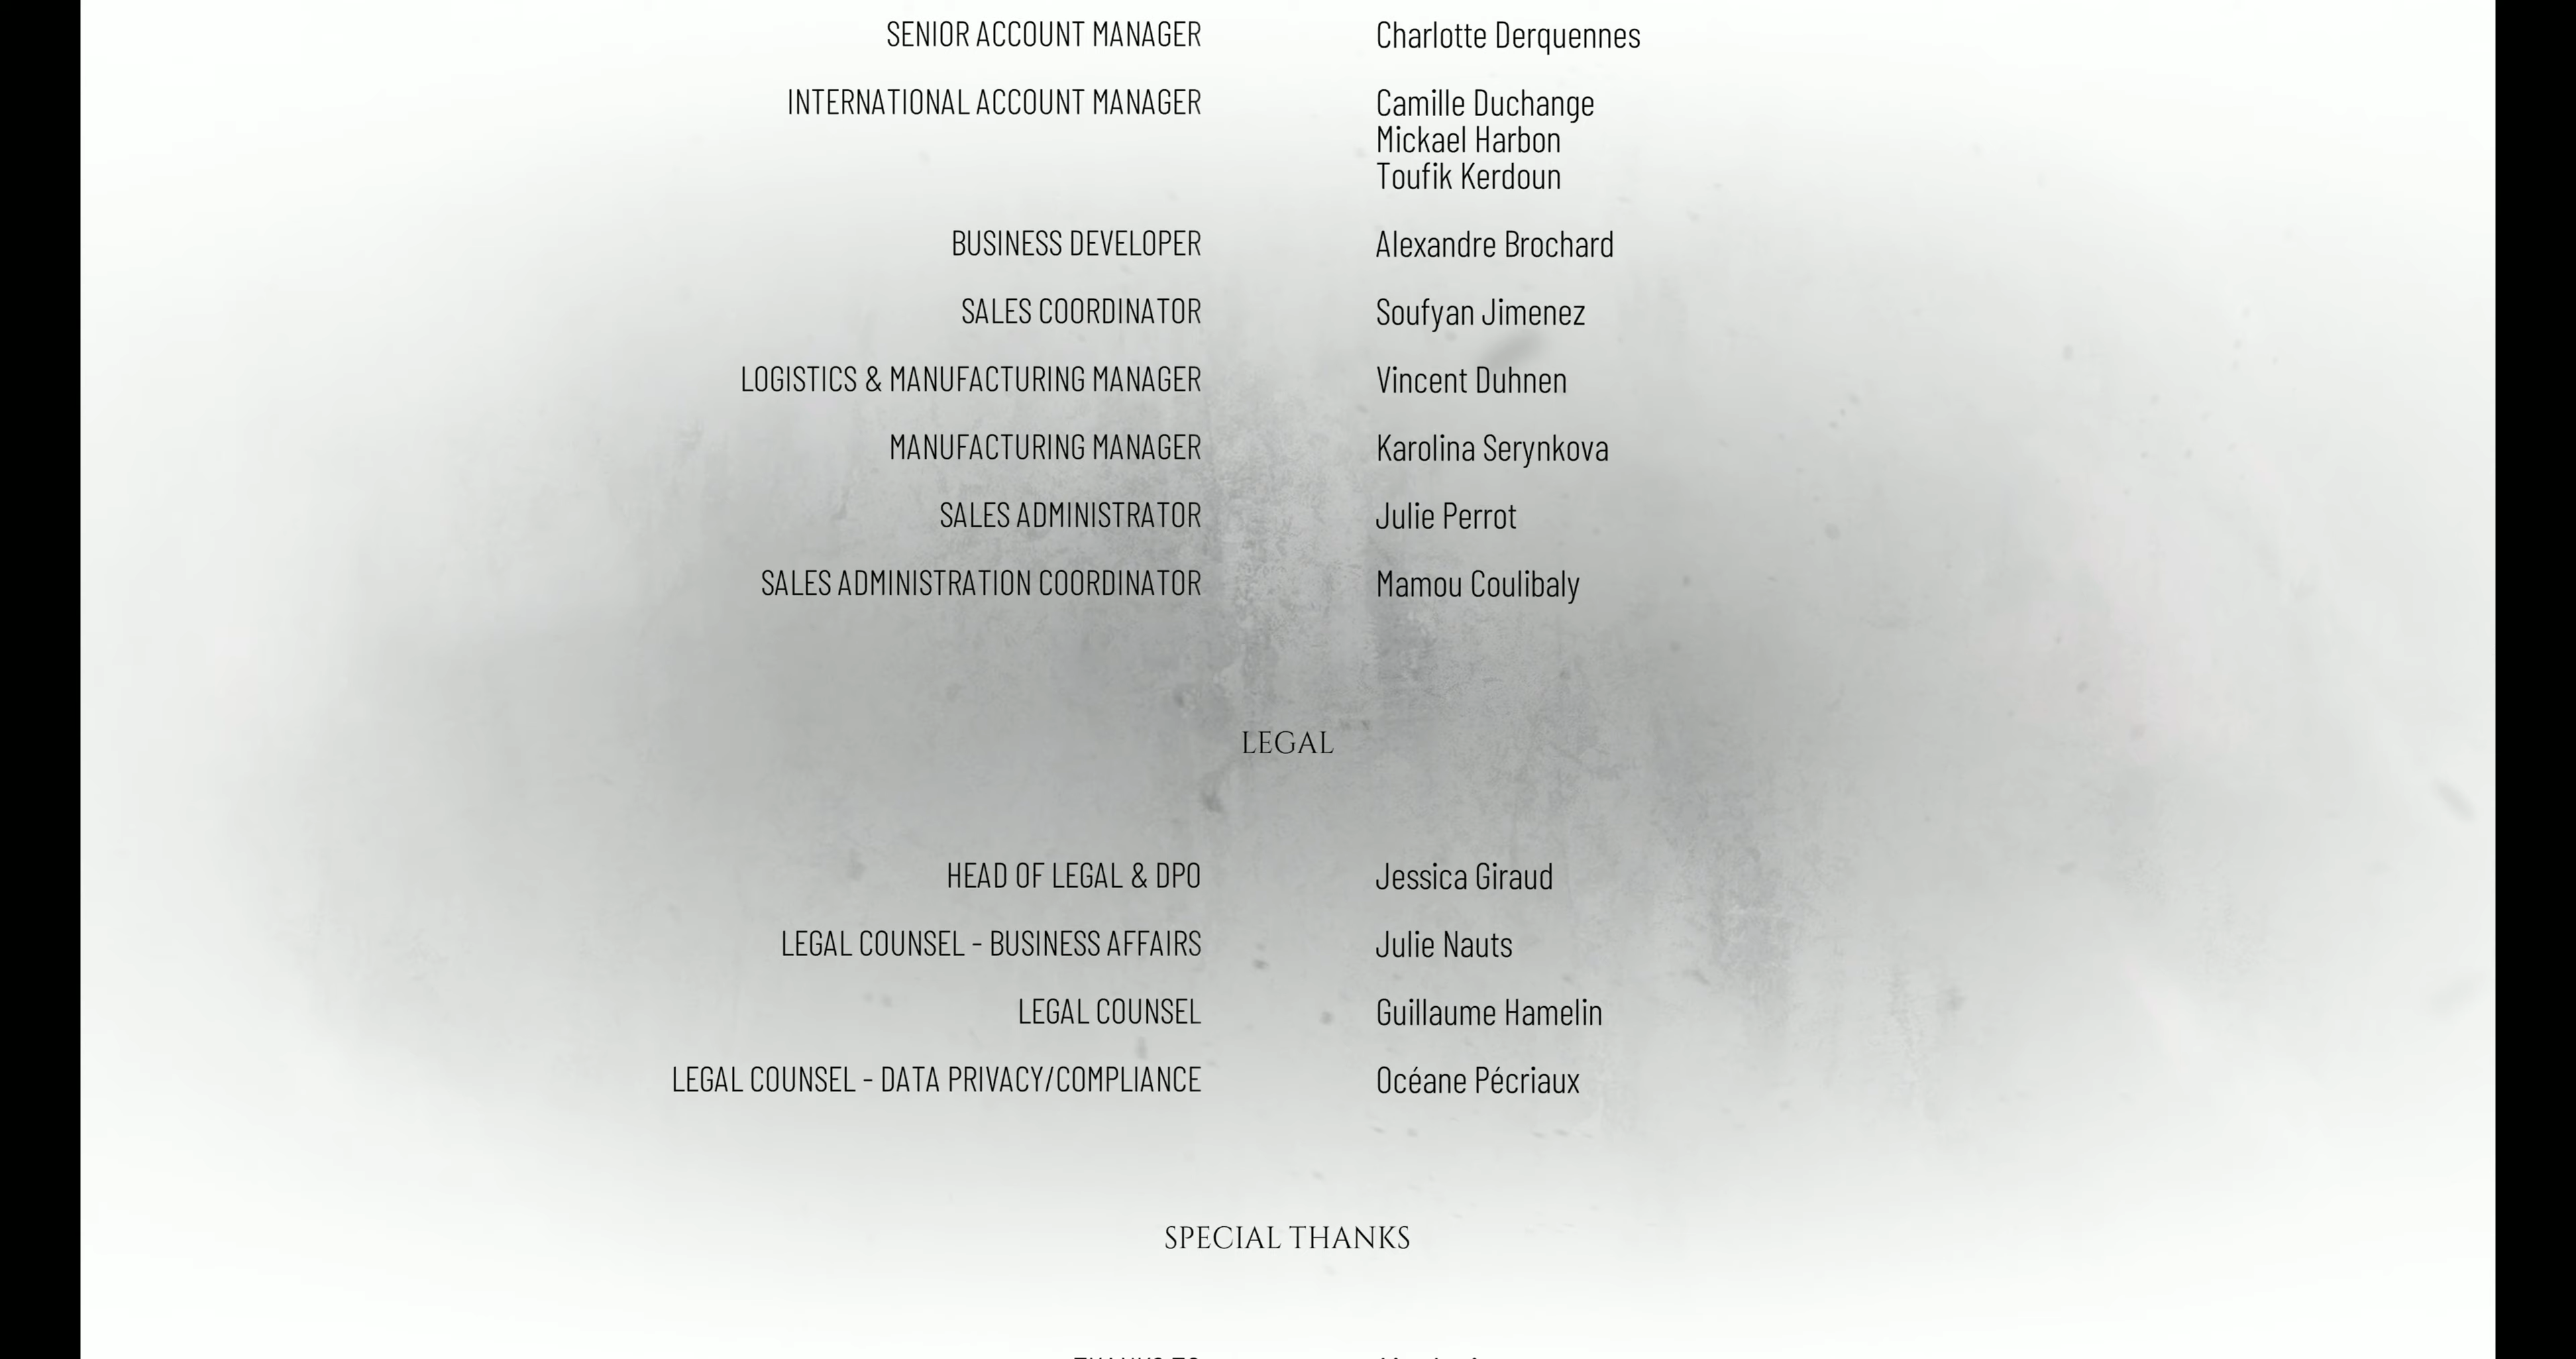 SENIOR ACCOUNT MANAGER Charlotte Derquennes
INTERNATIONAL ACCOUNT MANAGER Camille Duchange
Mickael Harbon
Toufik Kerdoun
BUSINESS DEVELOPER Alexandre Brochard
SALES COORDINATOR Soufyan Jimenez
LOGISTICS & MANUFACTURING MANAGER Vincent Duhnen
MANUFACTURING MANAGER Karolina Serynkova
SALES ADMINISTRATOR Julie Perrot
SALES ADMINISTRATION COORDINATOR Mamou Coulibaly
LEGAL
HEAD OF LEGAL & DPO Jessica Giraud
LEGAL COUNSEL - BUSINESS AFFAIRS Julie Nauts
LEGAL COUNSEL Guillaume Hamelin
LEGAL COUNSEL - DATA PRIVACY/COMPLIANCE Océane Pécriaux
SPECIAL THANKS